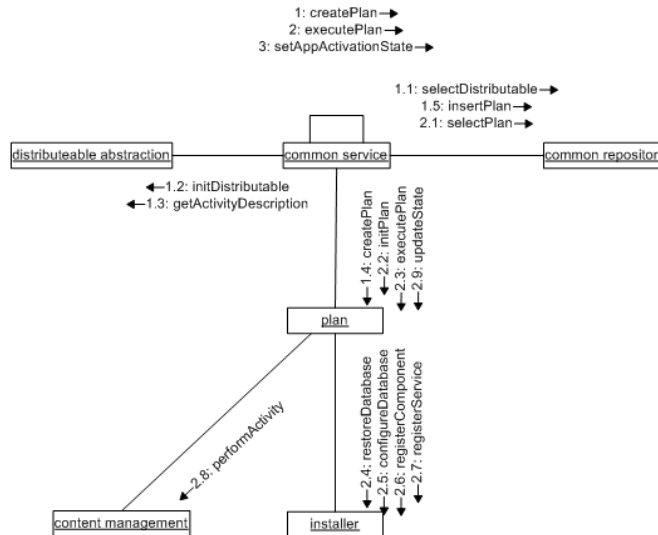 1: createPlan
2: executePlan
3: setAppActivationState
1.1: selectDistributable
1.5: insertPlan
2.1: selectPlan
distributeable abstraction
common service
common repositor
1.2: initDistributable
1.3: getActivityDescription
1.4: createPlan
2.2: initPlan
2.3: executePlan
2.9: updateState
plan
2.8: performActivity
2.4: restoreDatabase
2.5: configureDatabase
2.6: registerComponent
2.7: registerService
content management
installer